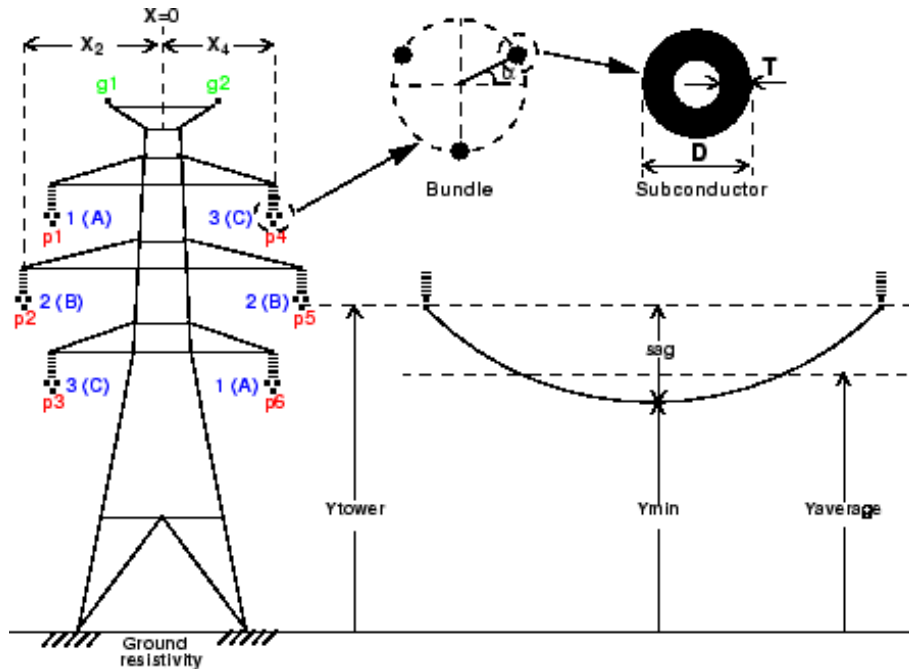 X=0
X2
X4
g1
g2
α
T
D
Bundle
Subconductor
1 (A)
3 (C)
p1
p4
2 (B)
2 (B)
p2
p5
sag
3 (C)
1 (A)
p3
p6
Ytower
Ymin
Yaverage
Ground
resistivity